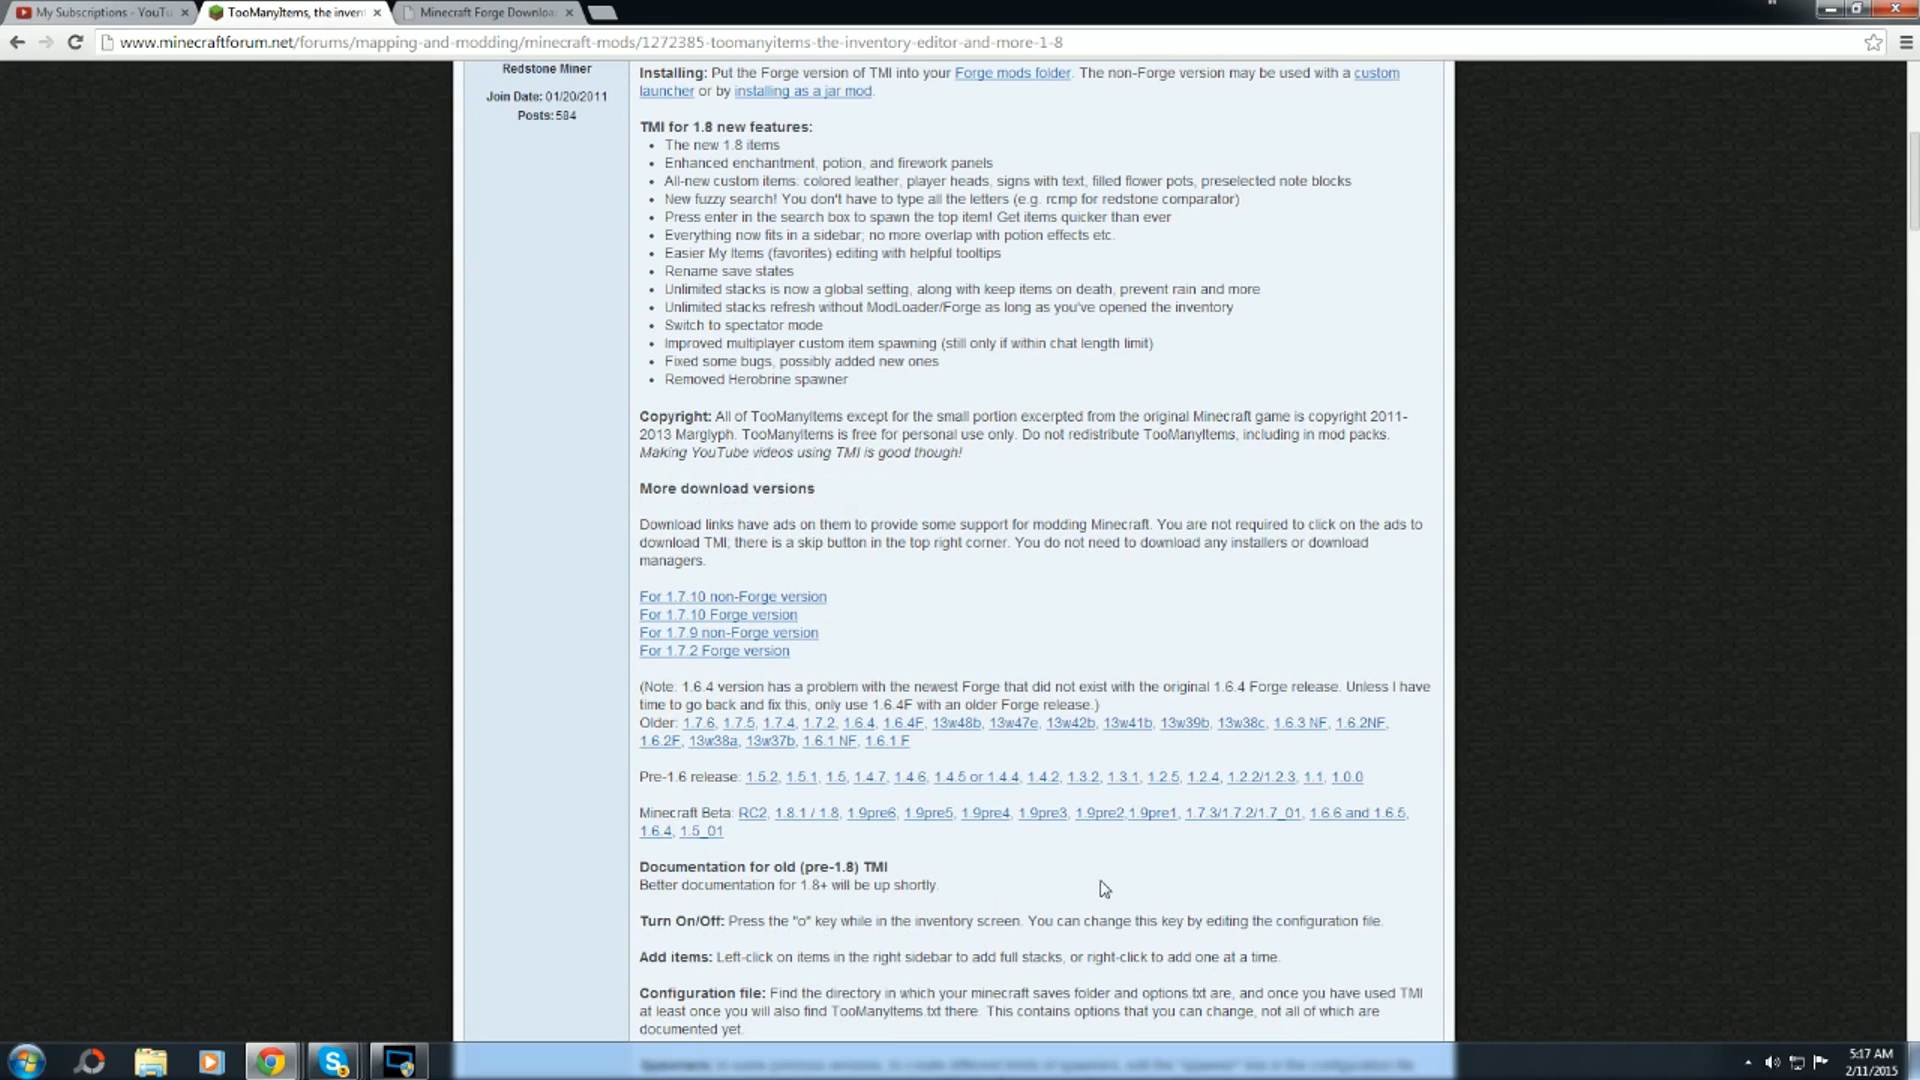 My Subscriptions - YouTu
TooManyItems, the inven
Minecraft Forge Downloa
www.minecraftforum.net/forums/mapping-and-modding/minecraft-mods/1272385-toomanyitems-the-inventory-editor-and-more-1-8
Redstone Miner
Join Date: 01/20/2011
Posts: 584
Installing: Put the Forge version of TMI into your Forge mods folder. The non-Forge version may be used with a custom
launcher or by installing as a jar mod.
TMI for 1.8 new features:
• The new 1.8 items
• Enhanced enchantment, potion, and firework panels
• All-new custom items: colored leather, player heads, signs with text, filled flower pots, preselected note blocks
• New fuzzy search! You don't have to type all the letters (e.g. rcmp for redstone comparator)
• Press enter in the search box to spawn the top item! Get items quicker than ever
• Everything now fits in a sidebar; no more overlap with potion effects etc.
• Easier My Items (favorites) editing with helpful tooltips
• Rename save states
• Unlimited stacks is now a global setting, along with keep items on death, prevent rain and more
• Unlimited stacks refresh without ModLoader/Forge as long as you've opened the inventory
• Switch to spectator mode
• Improved multiplayer custom item spawning (still only if within chat length limit)
• Fixed some bugs, possibly added new ones
• Removed Herobrine spawner
Copyright: All of TooManyItems except for the small portion excerpted from the original Minecraft game is copyright 2011-
2013 Marglyph. TooManyItems is free for personal use only. Do not redistribute TooManyItems, including in mod packs.
Making YouTube videos using TMI is good though!
More download versions
Download links have ads on them to provide some support for modding Minecraft. You are not required to click on the ads to
download TMI; there is a skip button in the top right corner. You do not need to download any installers or download
managers.
For 1.7.10 non-Forge version
For 1.7.10 Forge version
For 1.7.9 non-Forge version
For 1.7.2 Forge version
(Note: 1.6.4 version has a problem with the newest Forge that did not exist with the original 1.6.4 Forge release. Unless I have
time to go back and fix this, only use 1.6.4F with an older Forge release.)
Older: 1.7.6, 1.7.5, 1.7.4, 1.7.2, 1.6.4, 1.6.4F, 13w48b, 13w47e, 13w42b, 13w41b, 13w39b, 13w38c, 1.6.3 NF, 1.6.2NF,
1.6.2F, 13w38a, 13w37b, 1.6.1 NF, 1.6.1 F
Pre-1.6 release: 1.5.2, 1.5.1, 1.5, 1.4.7, 1.4.6, 1.4.5 or 1.4.4, 1.4.2, 1.3.2, 1.3.1, 1.2.5, 1.2.4, 1.2.2/1.2.3, 1.1, 1.0.0
Minecraft Beta: RC2, 1.8.1 / 1.8, 1.9pre6, 1.9pre5, 1.9pre4, 1.9pre3, 1.9pre2,1.9pre1, 1.7.3/1.7.2/1.7_01, 1.6.6 and 1.6.5,
1.6.4, 1.5_01
Documentation for old (pre-1.8) TMI
Better documentation for 1.8+ will be up shortly.
Turn On/Off: Press the "o" key while in the inventory screen. You can change this key by editing the configuration file.
Add items: Left-click on items in the right sidebar to add full stacks, or right-click to add one at a time.
Configuration file: Find the directory in which your minecraft saves folder and options.txt are, and once you have used TMI
at least once you will also find TooManyItems.txt there. This contains options that you can change, not all of which are
documented yet.
5:17 AM
2/11/2015